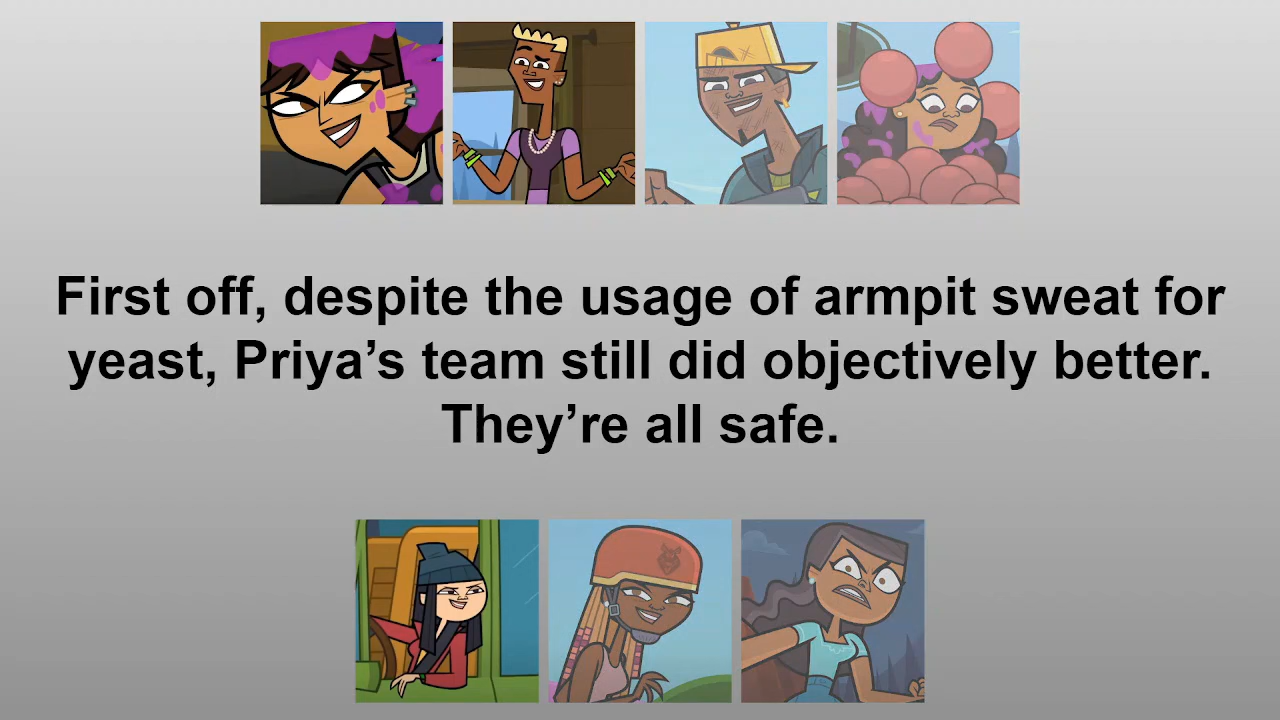 First off, despite the usage of armpit sweat for
yeast, Priya’s team still did objectively better.
They’re all safe.